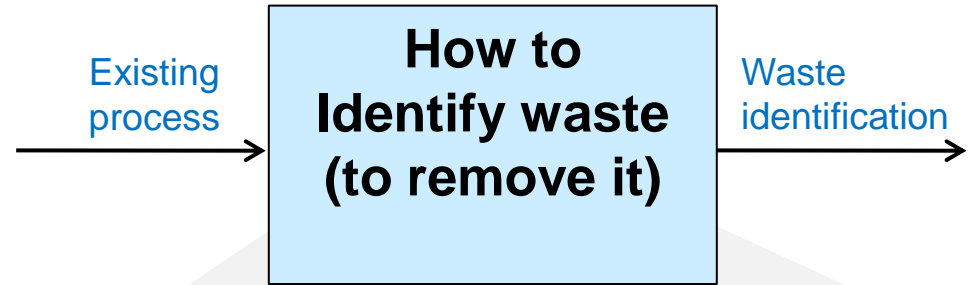 Existing
process
How to
Identify waste
(to remove it)
Waste
identification